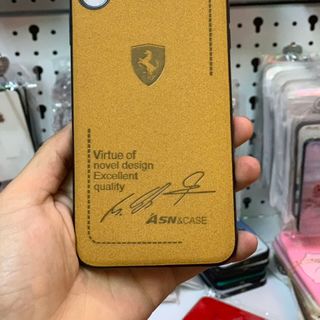 Virtue of
novel design
Excellent
quality
ASN&CASE